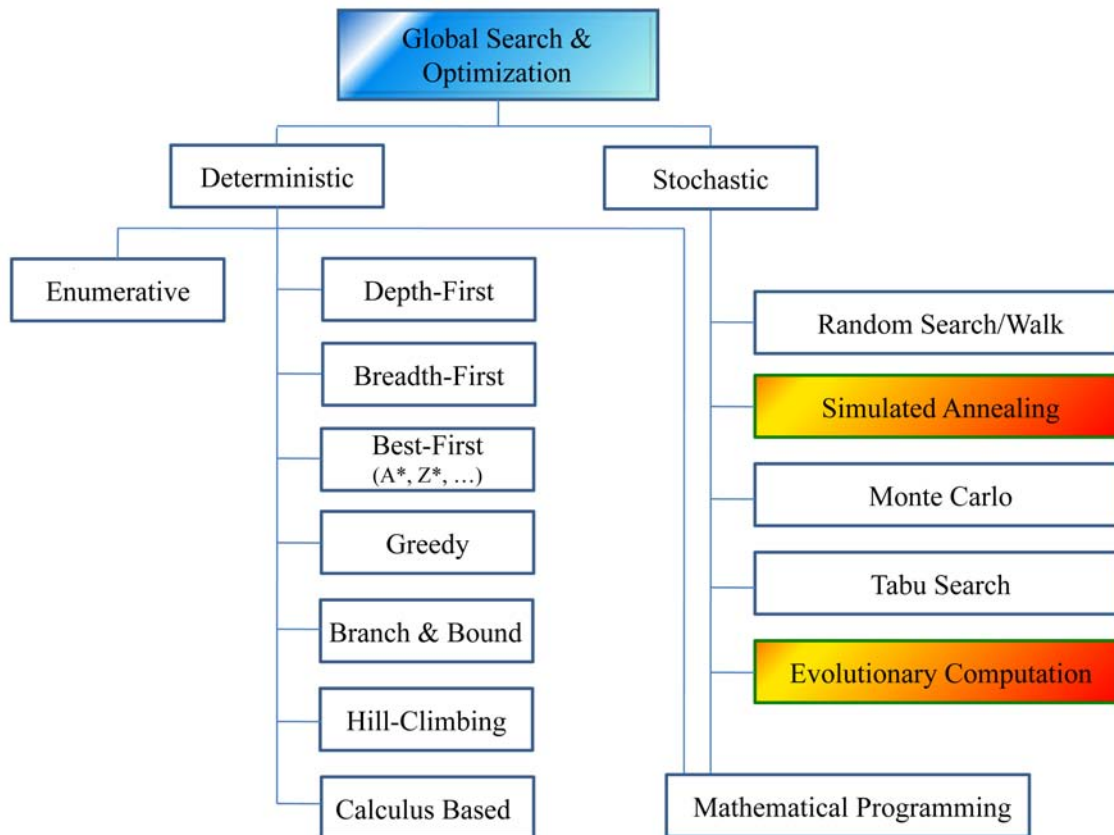 Global Search &
Optimization
Deterministic
Stochastic
Enumerative
Depth-First
Breadth-First
Best-First
(A*, Z*, …)
Greedy
Branch & Bound
Hill-Climbing
Calculus Based
Random Search/Walk
Simulated Annealing
Monte Carlo
Tabu Search
Evolutionary Computation
Mathematical Programming